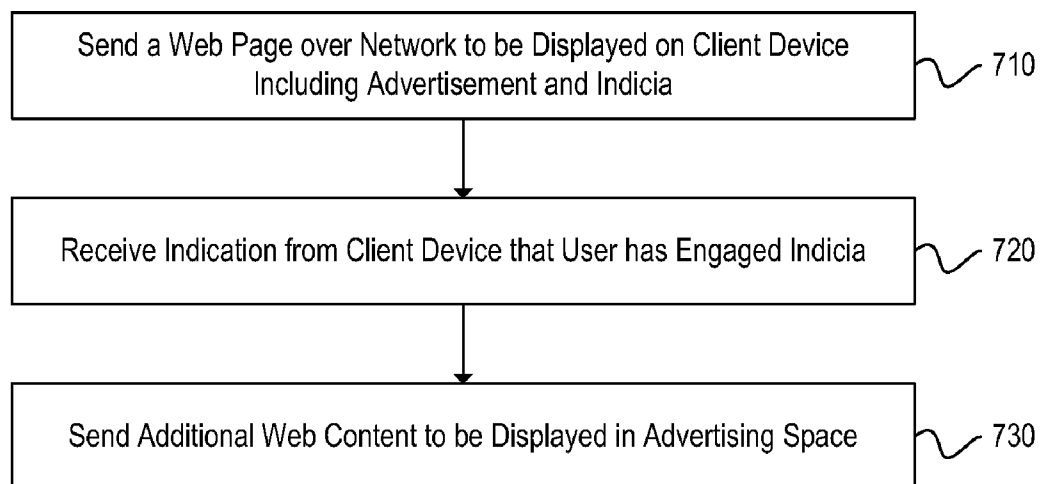 Send a Web Page over Network to be Displayed on Client Device
Including Advertisement and Indicia
710
Receive Indication from Client Device that User has Engaged Indicia
720
Send Additional Web Content to be Displayed in Advertising Space
730